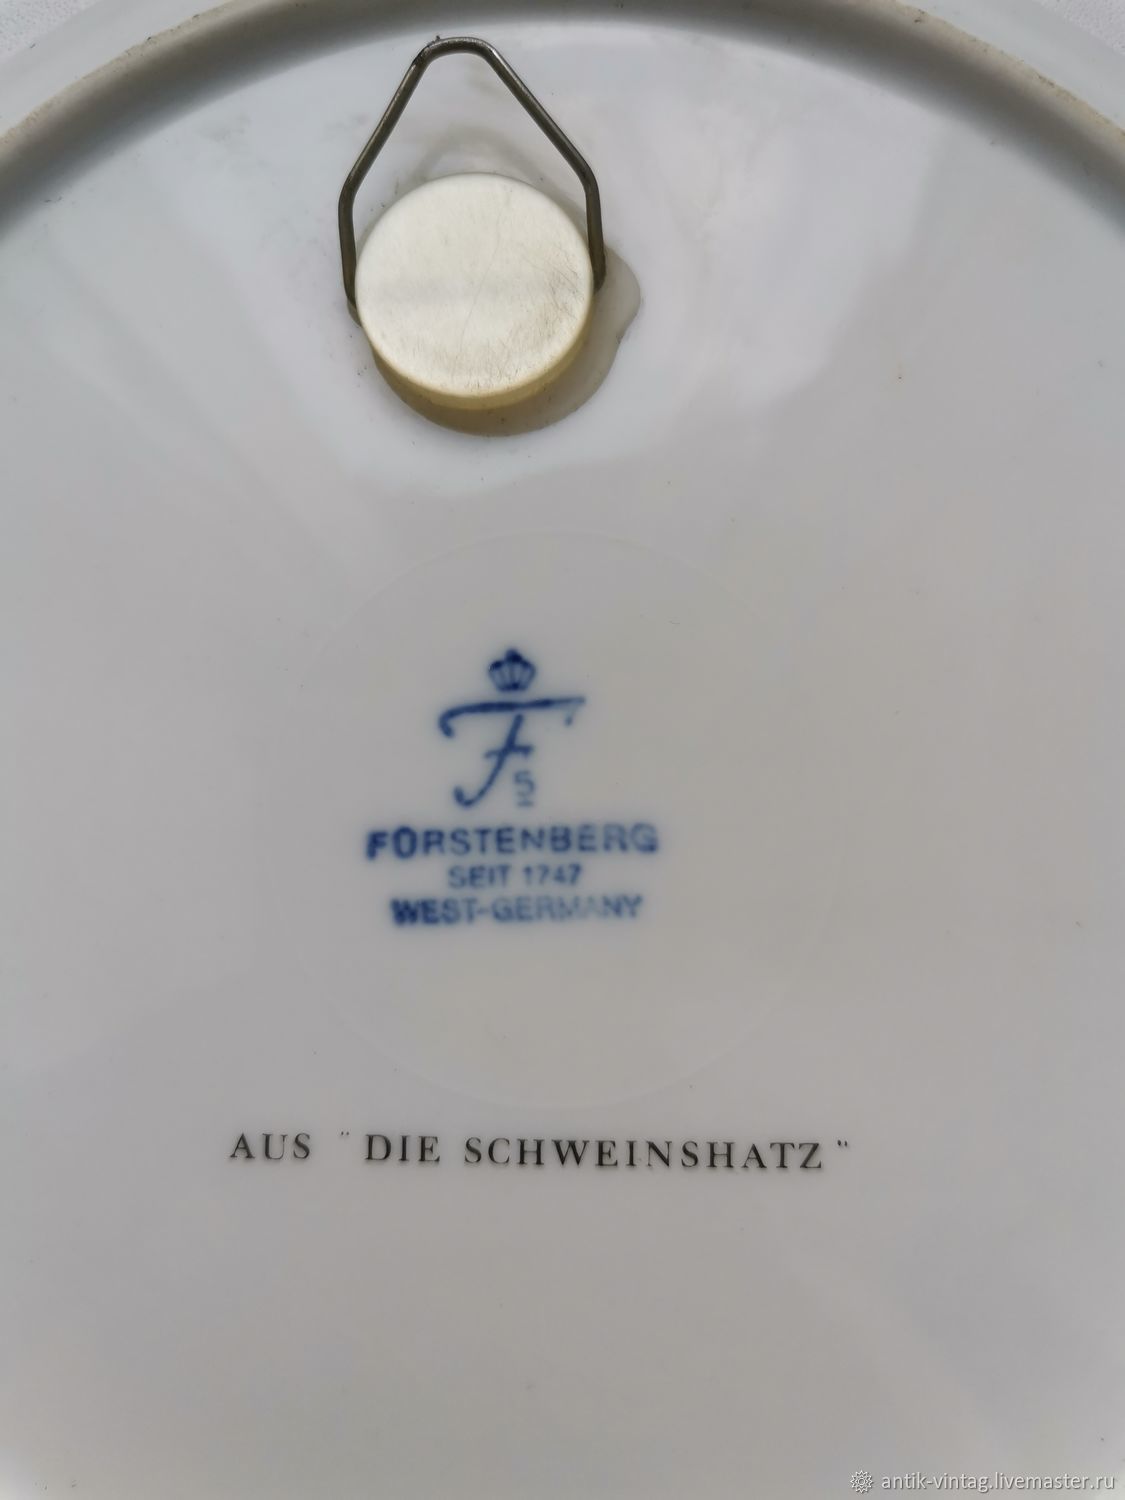 F
5
FÜRSTENBERG
SEIT 1747
WEST-GERMANY
AUS "DIE SCHWEINSHATZ"
antik-vintag.livemaster.ru